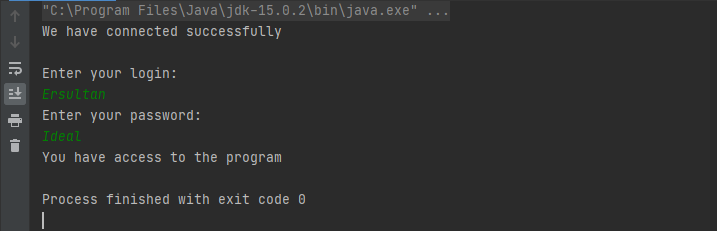 "C:\Program Files\Java\jdk-15.0.2\bin\java.exe" ...
We have connected successfully
Enter your login:
Ersultan
Enter your password:
Ideal
You have access to the program
Process finished with exit code 0